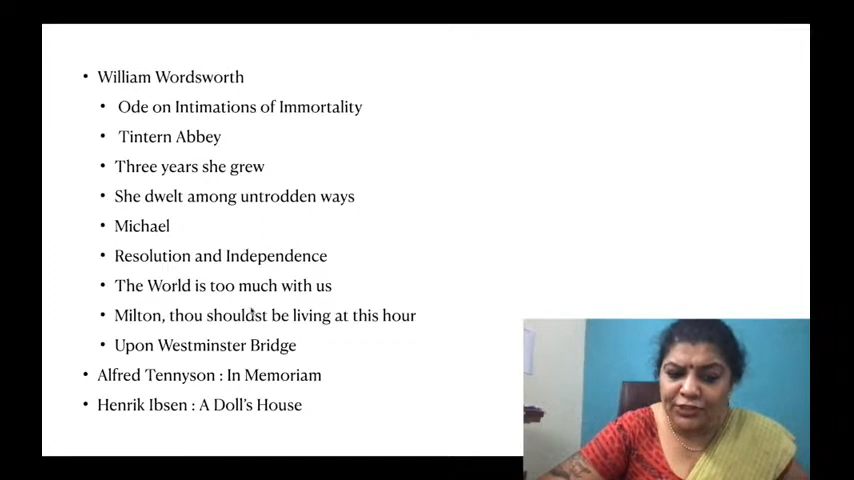 • William Wordsworth
• Ode on Intimations of Immortality
• Tintern Abbey
• Three years she grew
• She dwelt among untrodden ways
• Michael
• Resolution and Independence
• The World is too much with us
• Milton, thou shouldst be living at this hour
• Upon Westminster Bridge
• Alfred Tennyson : In Memoriam
• Henrik Ibsen : A Doll's House